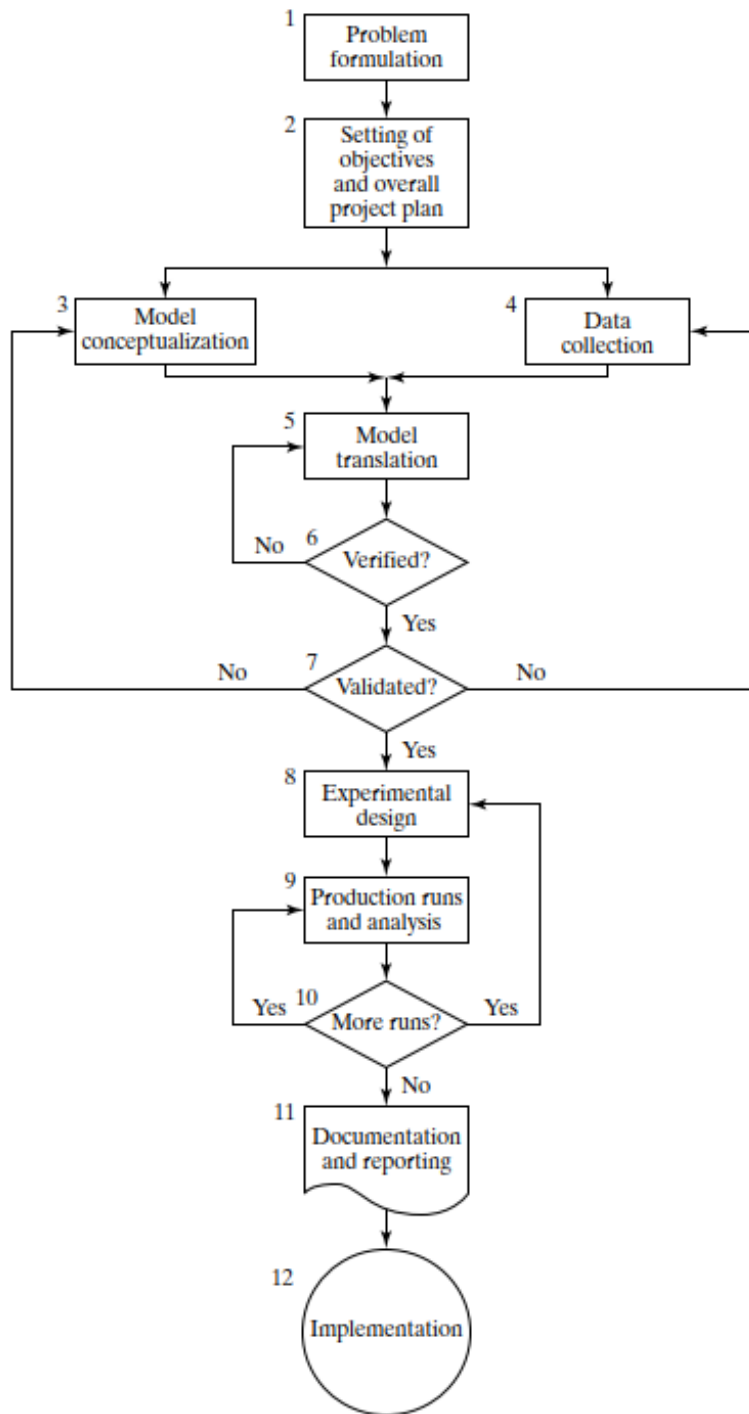 1
Problem
formulation
2
Setting of
objectives
and overall
project plan
3
Model
conceptualization
4
Data
collection
5
Model
translation
6
No
Verified?
Yes
7
No
Validated?
No
Yes
8
Experimental
design
9
Production runs
and analysis
10
Yes
More runs?
Yes
No
11
Documentation
and reporting
12
Implementation